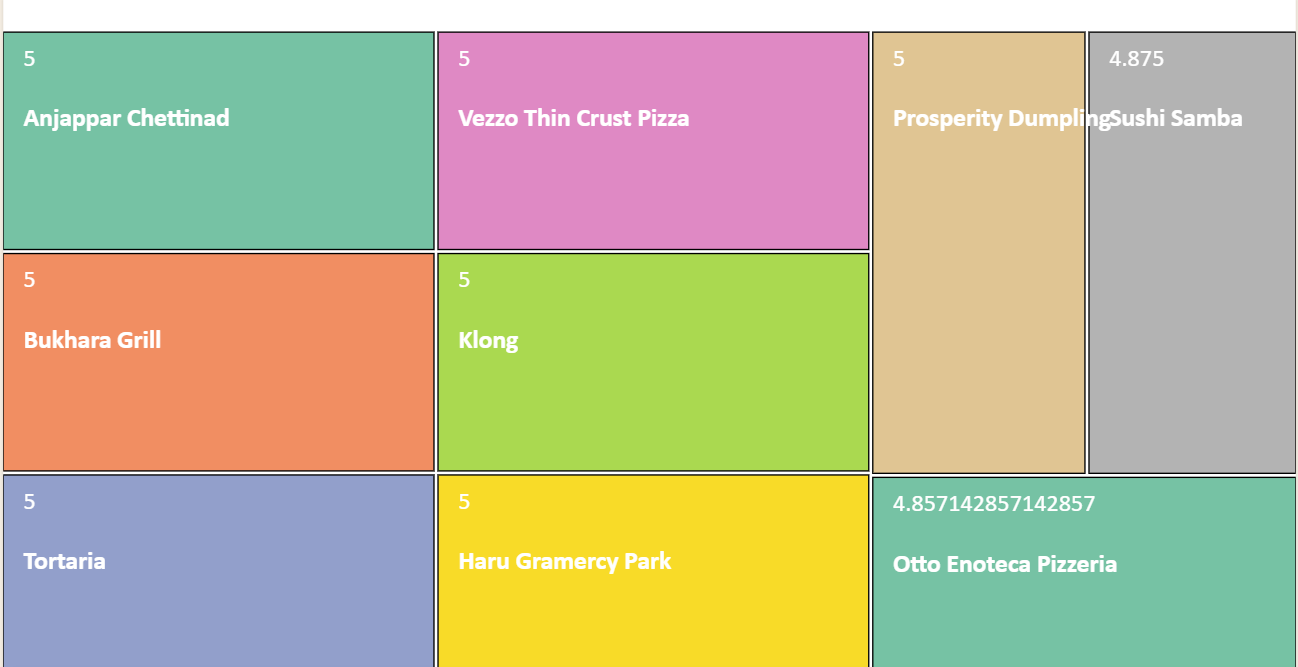 5
Anjappar Chettinad
5
Vezzo Thin Crust Pizza
5
Prosperity Dumpling
4.875
Sushi Samba
5
Bukhara Grill
5
Klong
5
Tortaria
5
Haru Gramercy Park
4.857142857142857
Otto Enoteca Pizzeria